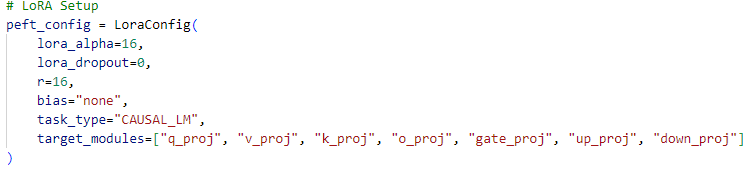 # LoRA Setup
peft_config = LoraConfig(
    lora_alpha=16,
    lora_dropout=0,
    r=16,
    bias="none",
    task_type="CAUSAL_LM",
    target_modules=["q_proj", "v_proj", "k_proj", "o_proj", "gate_proj", "up_proj", "down_proj"]
)